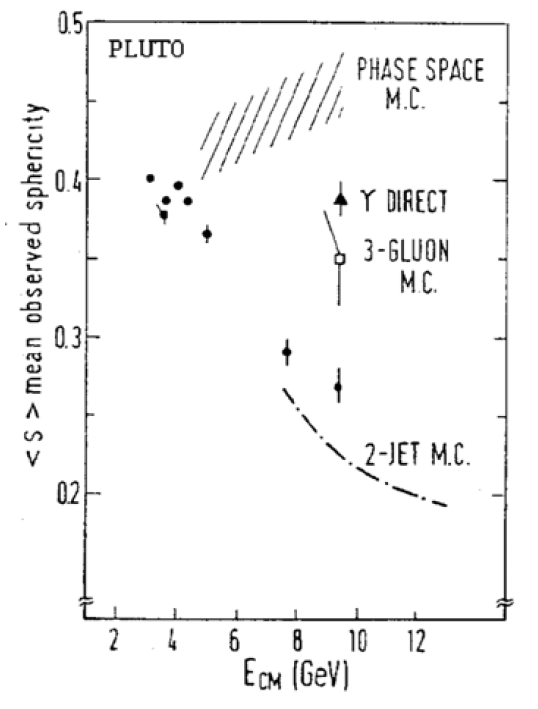 0.5
PLUTO
PHASE SPACE
M.C.
0.4
ϒ DIRECT
3-GLUON
M.C.
0.3
2-JET M.C.
0.2
< S > mean observed sphericity
2 4 6 8 10 12
E_CM (GeV)